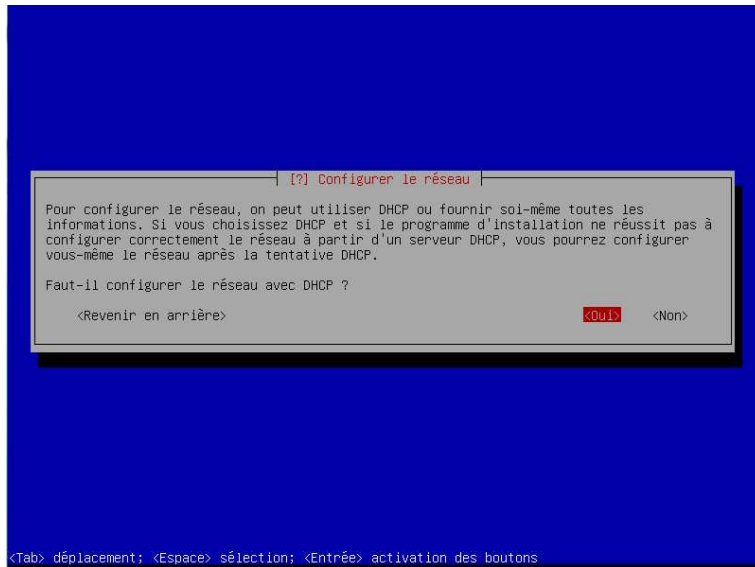 [?] Configurer le réseau
Pour configurer le réseau, on peut utiliser DHCP ou fournir soi-même toutes les
informations. Si vous choisissez DHCP et si le programme d'installation ne réussit pas à
configurer correctement le réseau à partir d'un serveur DHCP, vous pourrez configurer
vous-même le réseau après la tentative DHCP.
Faut-il configurer le réseau avec DHCP ?
<Revenir en arrière> <Oui> <Non>
<Tab> déplacement; <Espace> sélection; <Entrée> activation des boutons